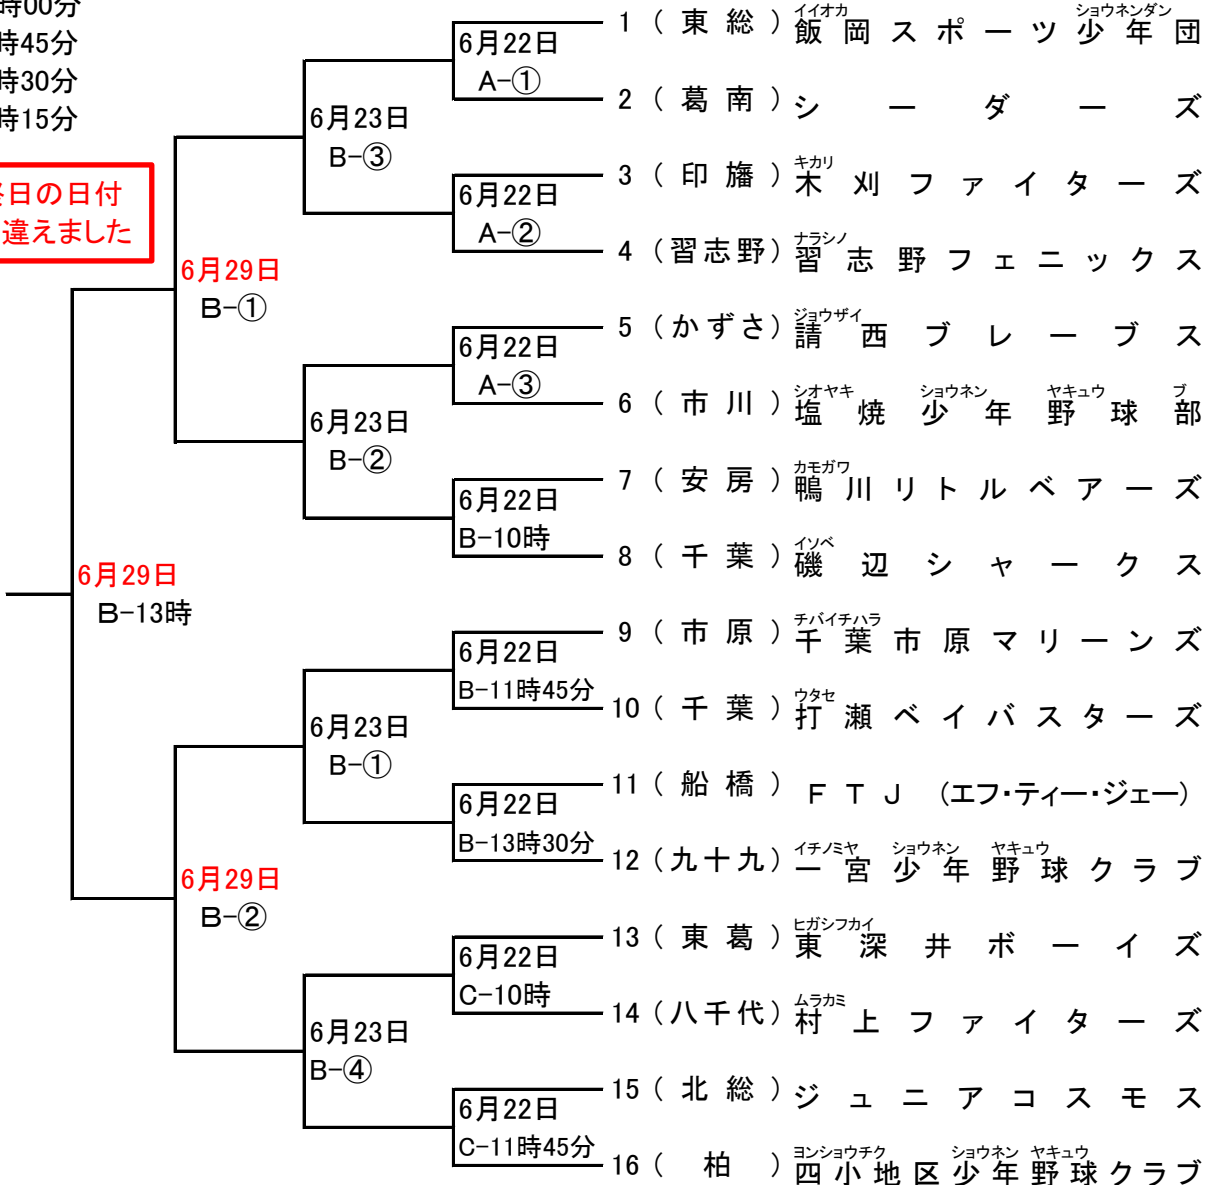 時00分
時45分
時30分
時15分
日の日付
違えました
6月22日
A-①
6月23日
B-③
6月22日
A-②
6月29日
B-①
6月22日
A-③
6月23日
B-②
6月22日
B-10時
6月29日
B-13時
6月22日
B-11時45分
6月23日
B-①
6月22日
B-13時30分
6月29日
B-②
6月22日
C-10時
6月23日
B-④
6月22日
C-11時45分
イイオカ ショウネンダン
1 (東総) 飯岡スポーツ少年団
2 (葛南) シーダーズ
キカリ
3 (印旛) 木刈ファイターズ
ナラシノ
4 (習志野) 習志野フェニックス
ジョウザイ
5 (かずさ) 請西ブレーブス
シオヤキ ショウネン ヤキュウ ブ
6 (市川) 塩焼少年野球部
カモガワ
7 (安房) 鴨川リトルベアーズ
イソベ
8 (千葉) 磯辺シャークス
チバイチハラ
9 (市原) 千葉市原マリーンズ
ウタセ
10 (千葉) 打瀬ベイバスターズ
11 (船橋) FTJ (エフ・ティー・ジェー)
イチノミヤ ショウネン ヤキュウ
12 (九十九) 一宮少年野球クラブ
ヒガシフカイ
13 (東葛) 東深井ボーイズ
ムラカミ
14 (八千代) 村上ファイターズ
15 (北総) ジュニアコスモス
ヨンショウチク ショウネン ヤキュウ
16 (柏) 四小地区少年野球クラブ